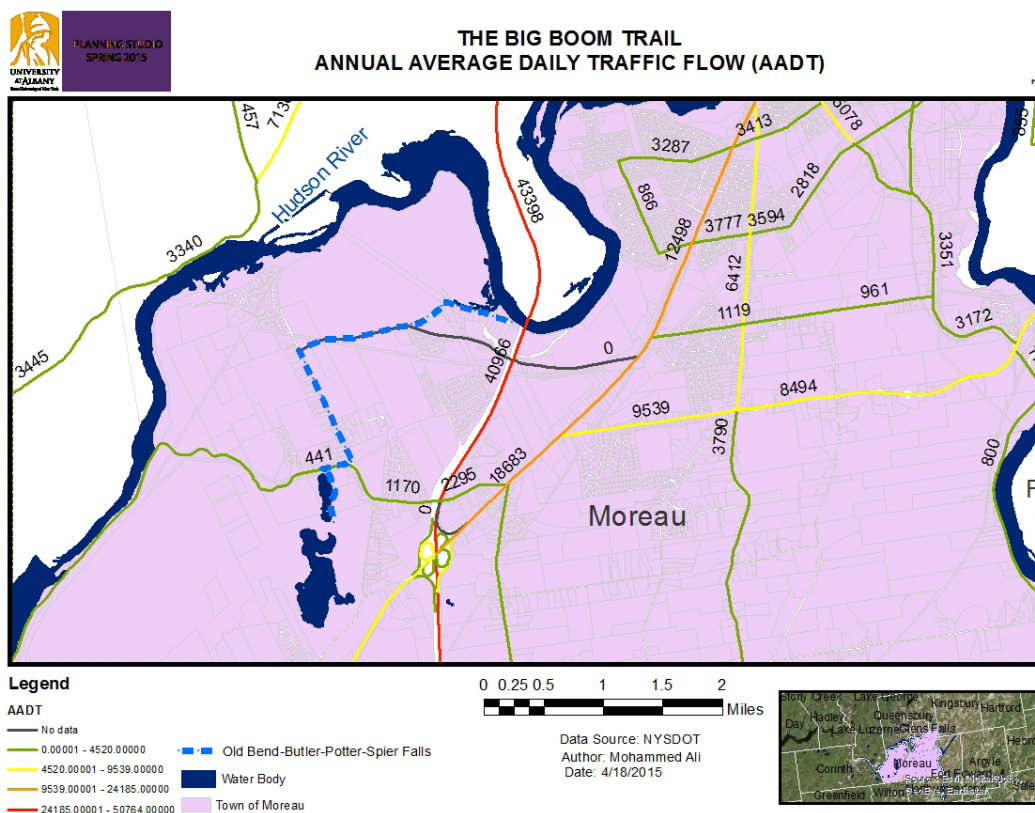 UNIVERSITY
AT ALBANY
PLANNING STUDIO
SPRING 2015
THE BIG BOOM TRAIL
ANNUAL AVERAGE DAILY TRAFFIC FLOW (AADT)
457
Hudson River
43398
3287
3413
2818
855
866
3777
3594
12498
6412
3351
3340
3445
1119
961
3172
0
40966
9539
8494
3790
800
441
1170
2295
18683
0
Moreau
Legend
AADT
No data
0.00001 - 4520.00000
4520.00001 - 9539.00000
9539.00001 - 24185.00000
24185.00001 - 50764.00000
Old Bend-Butler-Potter-Spier Falls
Water Body
Town of Moreau
0 0.25 0.5 1 1.5 2
Miles
Data Source: NYSDOT
Author: Mohammed Ali
Date: 4/18/2015
Stony Creek
Lake George
Kingsbury
Hartford
Day
Hadley
Queensbury
Lake Luzerne
Glens Falls
Moreau
Argyle
Corinth
Fort Edward
Greenfield
Wilton